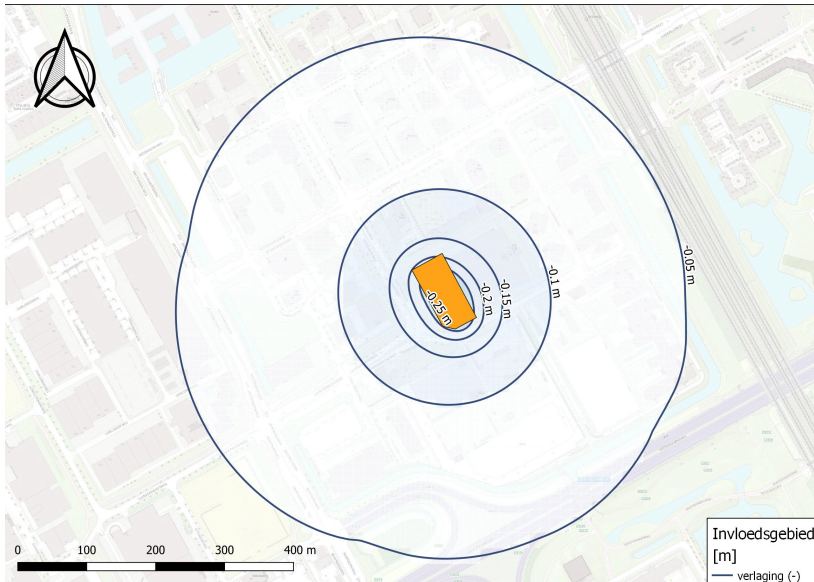 -0.05 m
-0.1 m
-0.15 m
-0.2 m
-0.25 m
0 100 200 300 400 m
Invloedsgebied
[m]
verlaging (-)